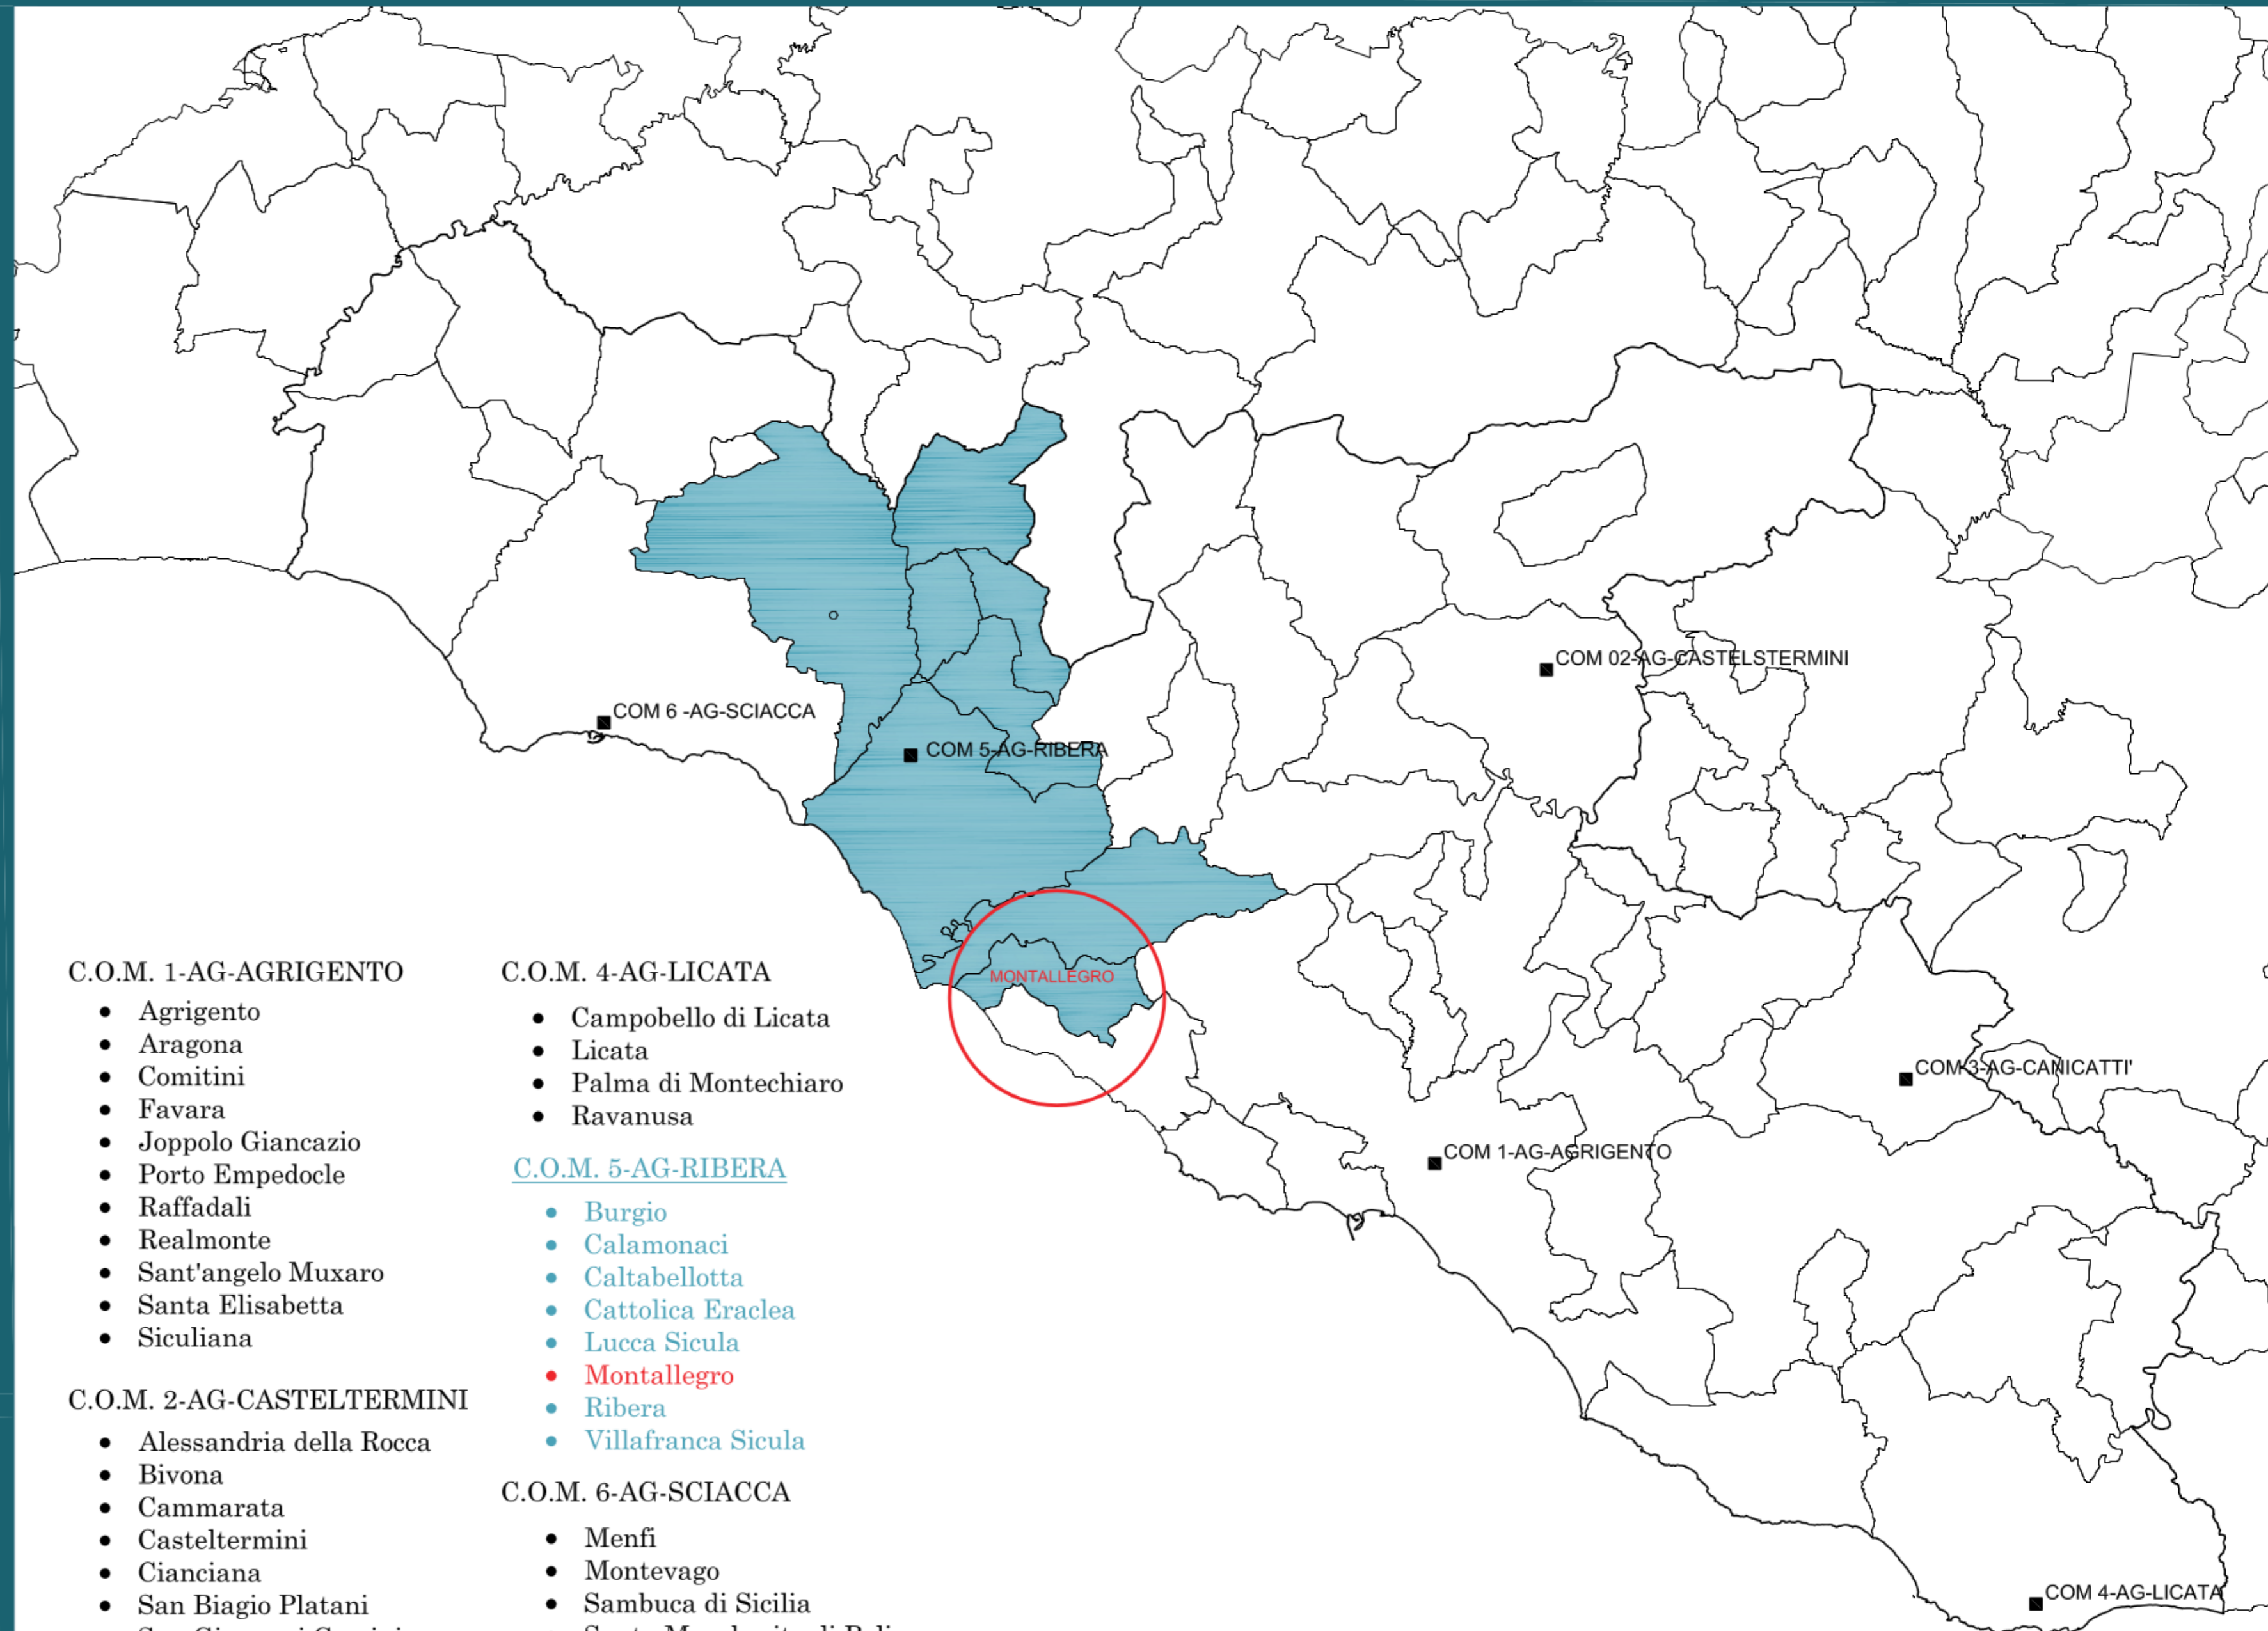 COM 02-AG-CASTELSTERMINI
COM 6 -AG-SCIACCA
COM 5-AG-RIBERA
MONTALLEGRO
COM 3-AG-CANICATTI'
COM 1-AG-AGRIGENTO
COM 4-AG-LICATA
C.O.M. 1-AG-AGRIGENTO
• Agrigento
• Aragona
• Comitini
• Favara
• Joppolo Giancazio
• Porto Empedocle
• Raffadali
• Realmonte
• Sant'angelo Muxaro
• Santa Elisabetta
• Siculiana
C.O.M. 2-AG-CASTELTERMINI
• Alessandria della Rocca
• Bivona
• Cammarata
• Casteltermini
• Cianciana
• San Biagio Platani
C.O.M. 4-AG-LICATA
• Campobello di Licata
• Licata
• Palma di Montechiaro
• Ravanusa
C.O.M. 5-AG-RIBERA
• Burgio
• Calamonaci
• Caltabellotta
• Cattolica Eraclea
• Lucca Sicula
• Montallegro
• Ribera
• Villafranca Sicula
C.O.M. 6-AG-SCIACCA
• Menfi
• Montevago
• Sambuca di Sicilia